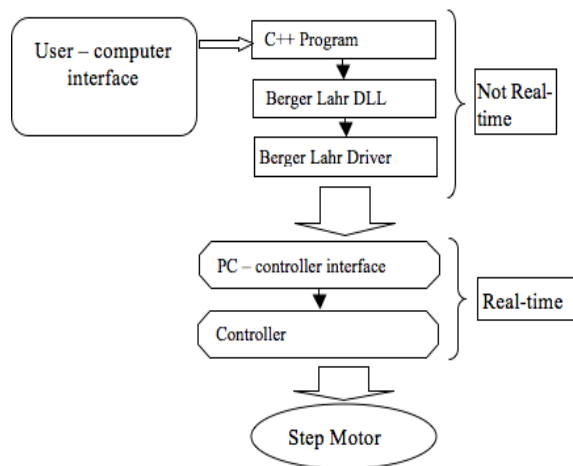 User – computer
interface
C++ Program
Berger Lahr DLL
Berger Lahr Driver
Not Real-
time
PC – controller interface
Controller
Real-time
Step Motor